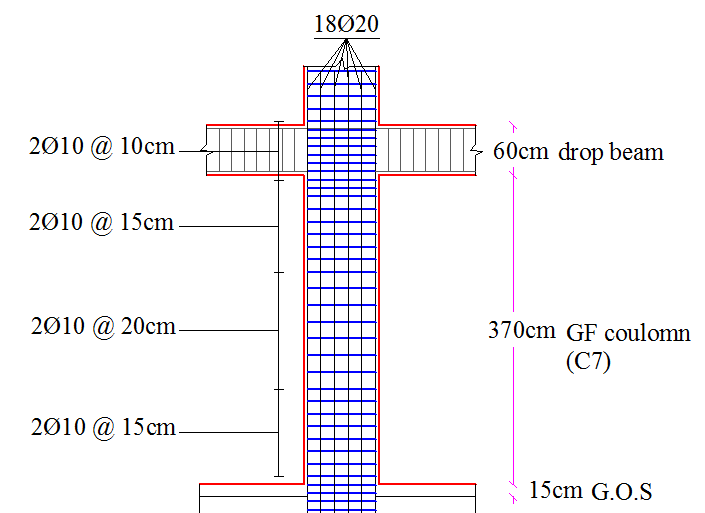 18Ø20
2Ø10 @ 10cm
60cm drop beam
2Ø10 @ 15cm
2Ø10 @ 20cm
370cm GF coulomn
(C7)
2Ø10 @ 15cm
15cm G.O.S